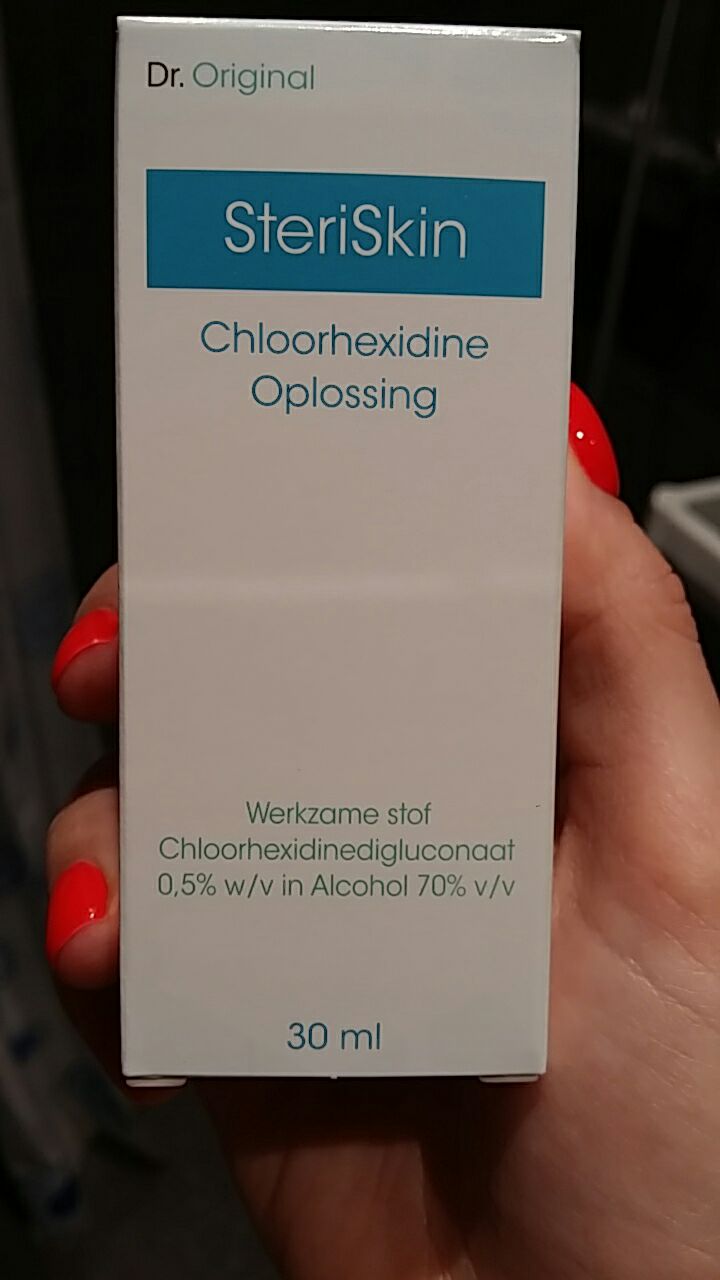 Dr. Original
SteriSkin
Chloorhexidine
Oplossing
Werkzame stof
Chloorhexidinedigluconaat
0,5% w/v in Alcohol 70% v/v
30 ml